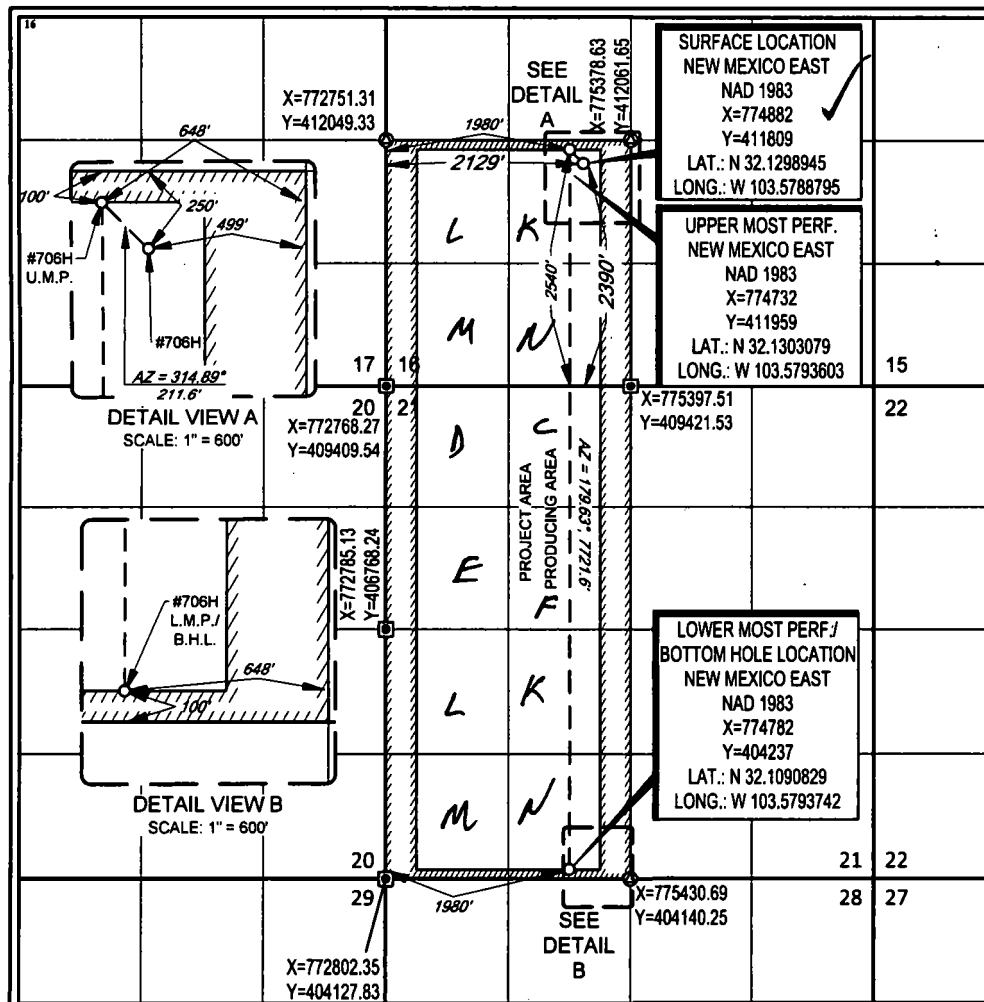 16
SURFACE LOCATION
NEW MEXICO EAST
NAD 1983
X=774882
Y=411809
LAT.: N 32.1298945
LONG.: W 103.5788795
SEE
DETAIL
A
X=775378.63
Y=412061.65
X=772751.31
Y=412049.33
1980'
2129'
648'
100'
250'
499'
#706H
U.M.P.
#706H
AZ = 314.89°
211.6'
DETAIL VIEW A
SCALE: 1" = 600'
UPPER MOST PERF.
NEW MEXICO EAST
NAD 1983
X=774732
Y=411959
LAT.: N 32.1303079
LONG.: W 103.5793603
L K
2540'
2390'
M N
17 16
15
20 21
22
X=772768.27
Y=409409.54
X=775397.51
Y=409421.53
D C
PROJECT AREA
PRODUCING AREA
AZ = 179.63°, 7721.6'
E F
X=772785.13
Y=406768.24
#706H
L.M.P./
B.H.L.
648'
100'
DETAIL VIEW B
SCALE: 1" = 600'
L K
M N
LOWER MOST PERF./
BOTTOM HOLE LOCATION
NEW MEXICO EAST
NAD 1983
X=774782
Y=404237
LAT.: N 32.1090829
LONG.: W 103.5793742
20
21 22
29
28 27
1980'
SEE
DETAIL
B
X=775430.69
Y=404140.25
X=772802.35
Y=404127.83